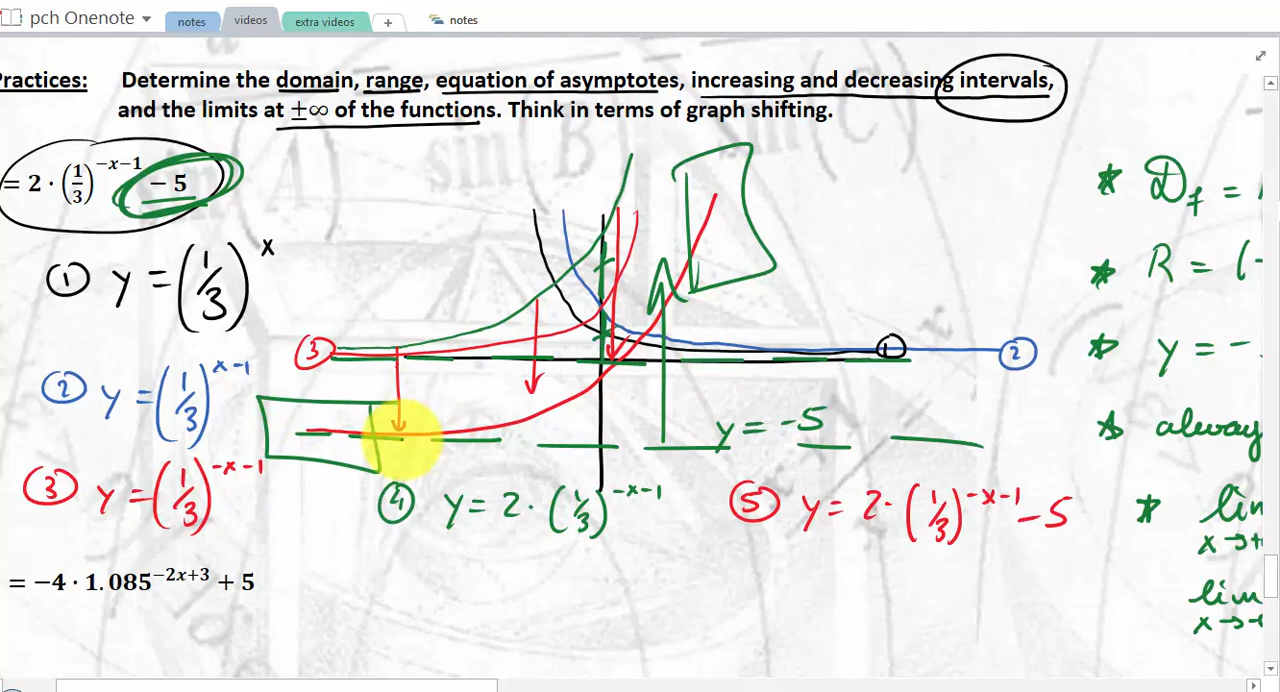 pch Onenote
notes
videos
extra videos
+
notes
Practices: Determine the domain, range, equation of asymptotes, increasing and decreasing intervals,
and the limits at ±∞ of the functions. Think in terms of graph shifting.
= 2 · (1/3)^(−x−1) − 5
① y = (1/3)^x
② y = (1/3)^(x−1)
③ y = (1/3)^(−x−1)
③
①
②
y = −5
④ y = 2 · (1/3)^(−x−1)
⑤ y = 2 · (1/3)^(−x−1) − 5
= −4 · 1.085^(−2x+3) + 5
* D_f =
* R = (−
* y = −
* always
* lim x→+
lim x→−
sin(B)
sin(C)